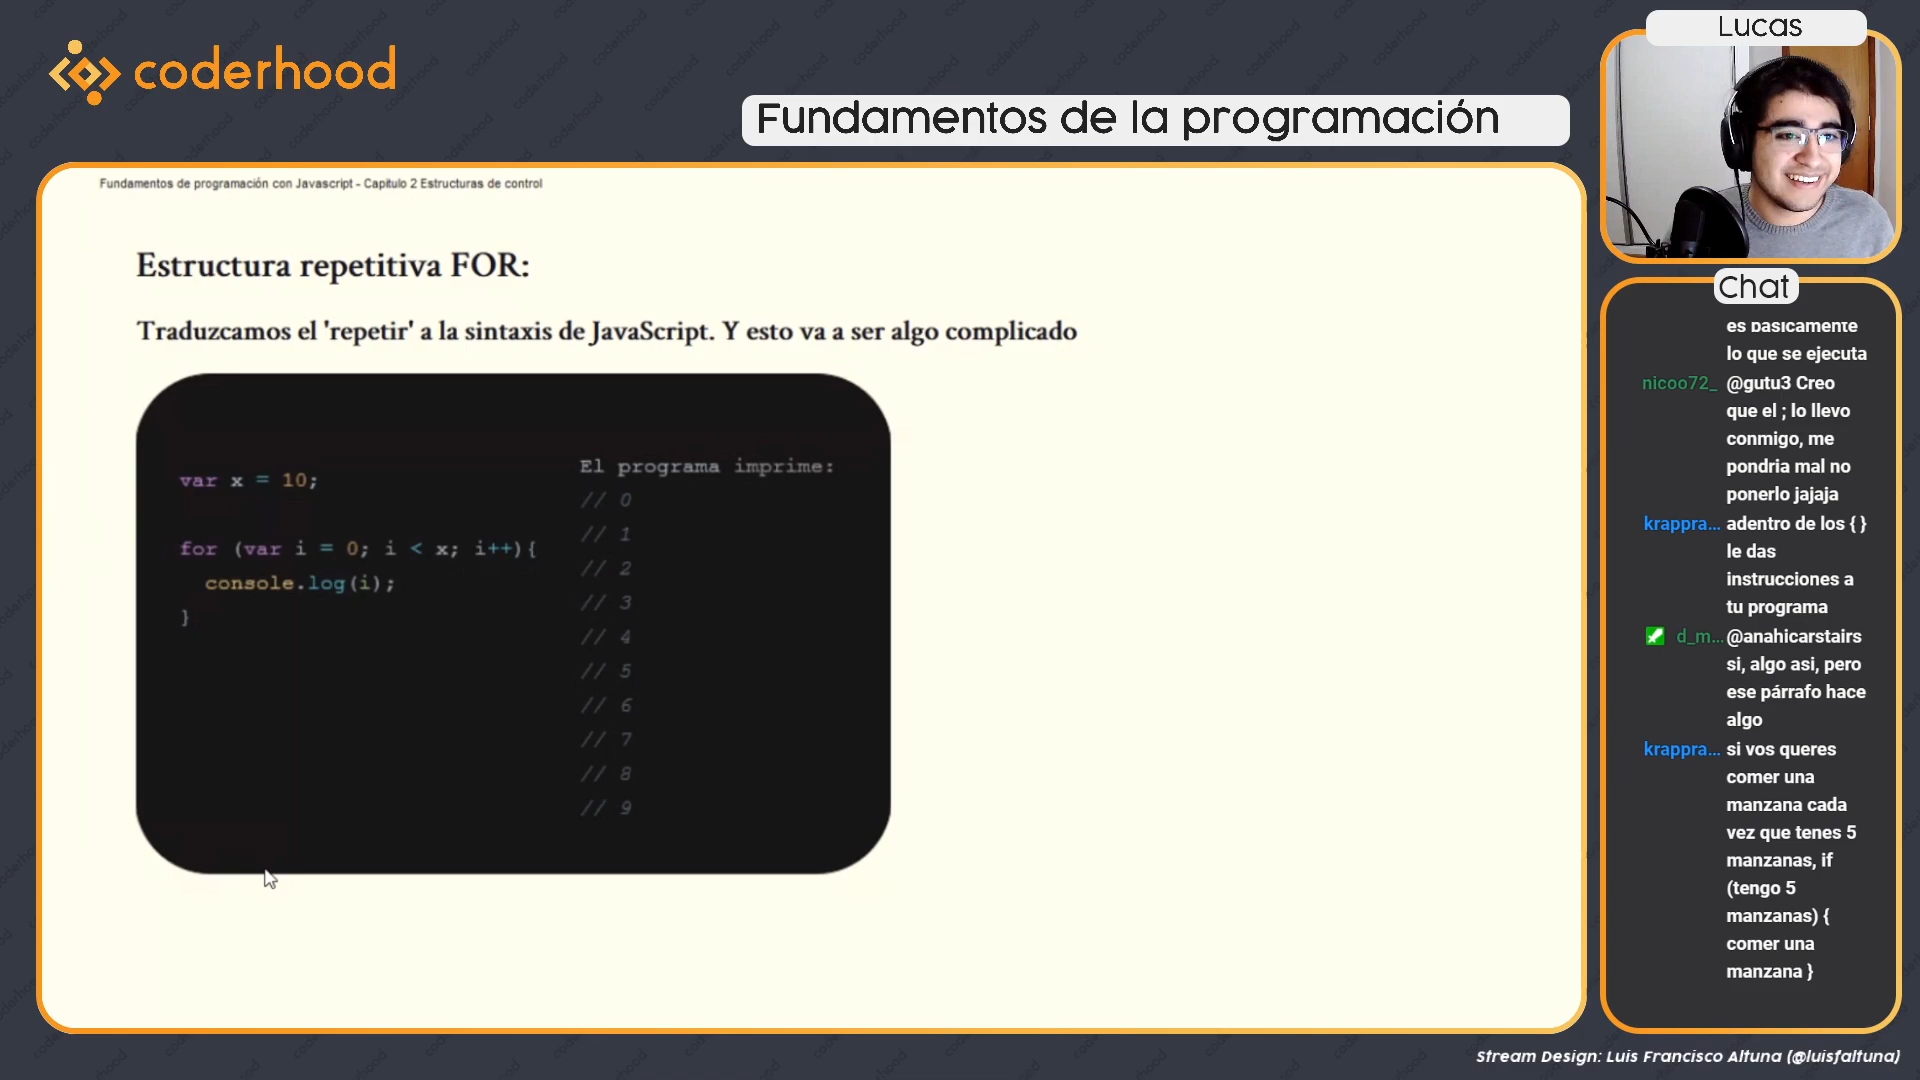 coderhood
Fundamentos de la programación
Lucas
Fundamentos de programación con Javascript - Capitulo 2 Estructuras de control
Estructura repetitiva FOR:
Traduzcamos el 'repetir' a la sintaxis de JavaScript. Y esto va a ser algo complicado
var x = 10;
for (var i = 0; i < x; i++){
console.log(i);
}
El programa imprime:
// 0
// 1
// 2
// 3
// 4
// 5
// 6
// 7
// 8
// 9
Chat
es basicamente
lo que se ejecuta
nicoo72_ @gutu3 Creo
que el ; lo llevo
conmigo, me
pondria mal no
ponerlo jajaja
krappra... adentro de los { }
le das
instrucciones a
tu programa
d_m... @anahicarstairs
si, algo asi, pero
ese párrafo hace
algo
krappra... si vos queres
comer una
manzana cada
vez que tenes 5
manzanas, if
(tengo 5
manzanas) {
comer una
manzana }
Stream Design: Luis Francisco Altuna (@luisfaltuna)